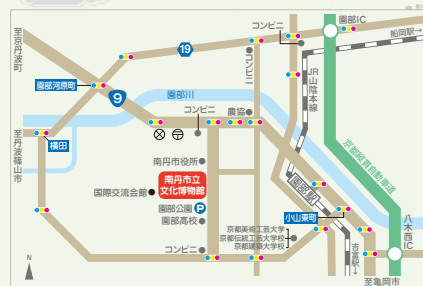 コンビニ
園部IC
船岡駅→
至京丹波町
19
コンビニ
JR山陰本線
園部河原町
9
園部川
コンビニ
農協
京都縦貫自動車道
横田
至丹波篠山市
南丹市役所
南丹市立
文化博物館
国際交流会館
園部駅
園部公園 P
小山東町
園部高校
京都美術工芸大学
京都伝統工芸大学校
京都建築大学校
八木西IC
コンビニ
吉富駅→
N
至亀岡市